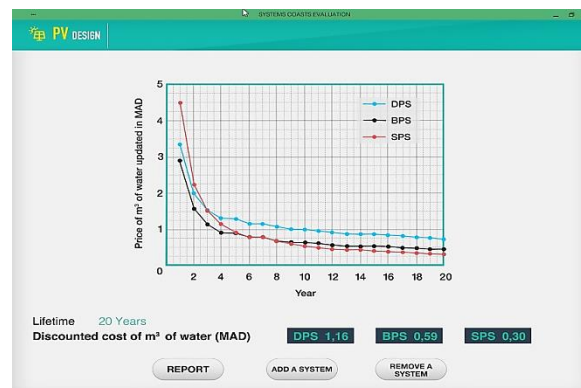 SYSTEMS COASTS EVALUATION
PV DESIGN
5
4
3
2
1
0
Price of m³ of water updated in MAD
DPS
BPS
SPS
2 4 6 8 10 12 14 16 18 20
Year
Lifetime 20 Years
Discounted cost of m³ of water (MAD) DPS 1,16 BPS 0,59 SPS 0,30
REPORT ADD A SYSTEM REMOVE A
SYSTEM